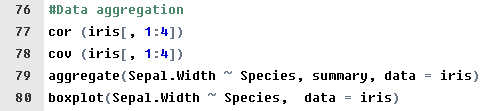 76 #Data aggregation
77 cor (iris[, 1:4])
78 cov (iris[, 1:4])
79 aggregate(Sepal.Width ~ Species, summary, data = iris)
80 boxplot(Sepal.Width ~ Species,  data = iris)